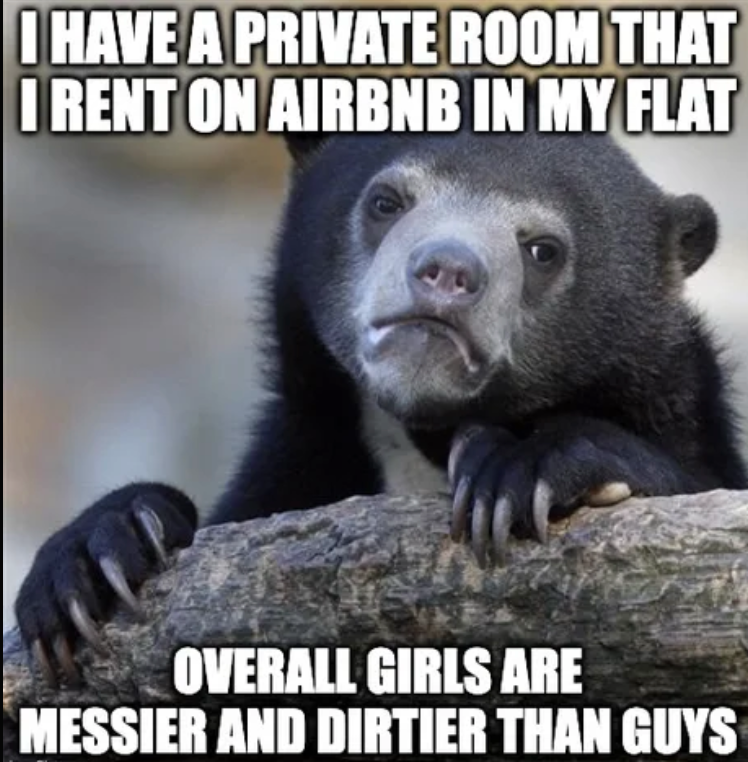 I HAVE A PRIVATE ROOM THAT
I RENT ON AIRBNB IN MY FLAT
OVERALL GIRLS ARE
MESSIER AND DIRTIER THAN GUYS